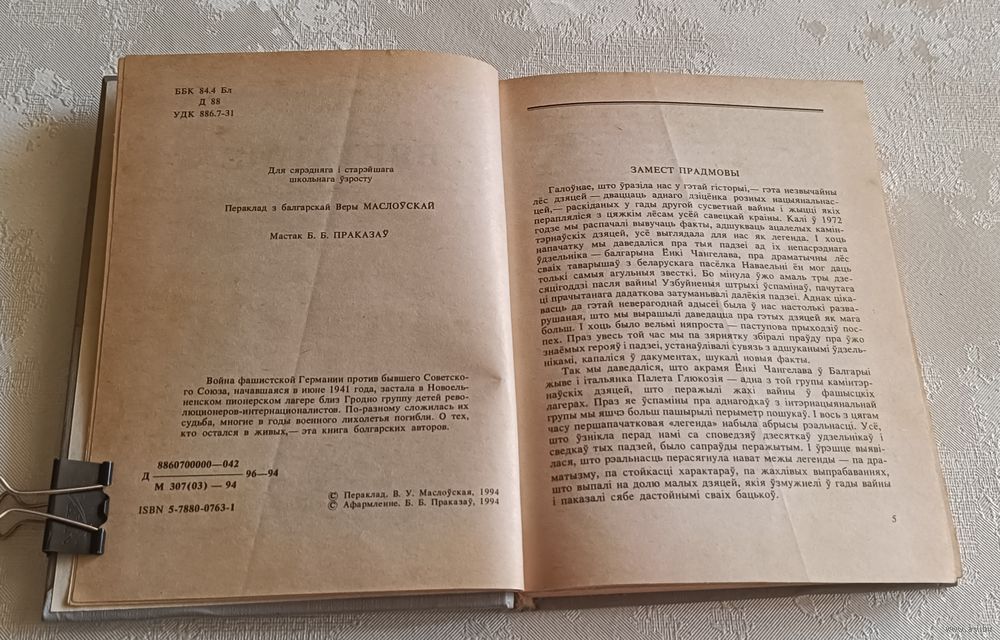 ББК 84.4 Бл
Д 88
УДК 886.7-31
Для сярэдняга і старэйшага
школьнага ўзросту
Пераклад з балгарскай Веры МАСЛОЎСКАЙ
Мастак Б. Б. ПРАКАЗАЎ
Война фашистской Германии против бывшего Советско-
го Союза, начавшаяся в июне 1941 года, застала в Новоель-
ненском пионерском лагере близ Гродно группу детей рево-
люционеров-интернационалистов. По-разному сложилась их
судьба, многие в годы военного лихолетья погибли. О тех,
кто остался в живых,— эта книга болгарских авторов.
8860700000—042
Д 96—94
М 307(03) — 94
ISBN 5-7880-0763-1
© Пераклад. В. У. Маслоўская, 1994
© Афармленне. Б. Б. Праказаў, 1994
ЗАМЕСТ ПРАДМОВЫ
Галоўнае, што ўразіла нас у гэтай гісторыі,— гэта незвычайны
лёс дзяцей — дваццаць аднаго дзіцёнка розных нацыянальнас-
цей,— раскіданых у гады другой сусветнай вайны і жыцці якіх
перапляліся з цяжкім лёсам усёй савецкай краіны. Калі ў 1972
годзе мы распачалі вывучаць факты, адшукваць ацалелых камін-
тэрнаўскіх дзяцей, усё выглядала для нас як легенда. І хоць
напачатку мы даведаліся пра тыя падзеі ад іх непасрэднага
ўдзельніка — балгарына Ёнкі Чангелава, пра драматычны лёс
сваіх таварышаў з беларускага пасёлка Наваельні ён мог даць
толькі самыя агульныя звесткі. Бо мінула ўжо амаль тры дзе-
сяцігоддзі пасля вайны! Узбуйненыя штрыхі ўспамінаў, пачутага
ці прачытанага дадаткова затуманьвалі далёкія падзеі. Аднак ціка-
васць да гэтай неверагоднай адысеі была ў нас настолькі разва-
рушаная, што мы вырашылі даведацца пра гэтых дзяцей як мага
больш. І хоць было вельмі няпроста — паступова прыходзіў пос-
пех. Праз увесь той час мы па зярнятку збіралі праўду пра ўжо
знаёмых герояў і падзеі, устанаўлівалі сувязь з адшуканымі ўдзель-
нікамі, капаліся ў дакументах, шукалі новыя факты.
Так мы даведаліся, што акрамя Ёнкі Чангелава ў Балгарыі
жыве і італьянка Палета Глюкозія — адна з той групы камінтэр-
наўскіх дзяцей, што перажылі жахі вайны ў фашысцкіх
лагерах. Праз яе ўспаміны пра аднагодкаў з інтэрнацыянальнай
групы мы яшчэ больш пашырылі перыметр пошукаў. І вось з цягам
часу першапачатковая «легенда» набыла абрысы рэальнасці. Усё,
што ўзнікла перад намі са споведзяў дзесяткаў удзельнікаў і
сведкаў тых падзей, было сапраўды перажытым. І ўрэшце выяві-
лася, што рэальнасць перасягнула нават межы легенды — па дра-
матызму, па стойкасці характараў, па жахлівых выпрабаваннях,
што выпалі на долю малых дзяцей, якія ўзмужнелі ў гады вайны
і паказалі сябе дастойнымі сваіх бацькоў.
5